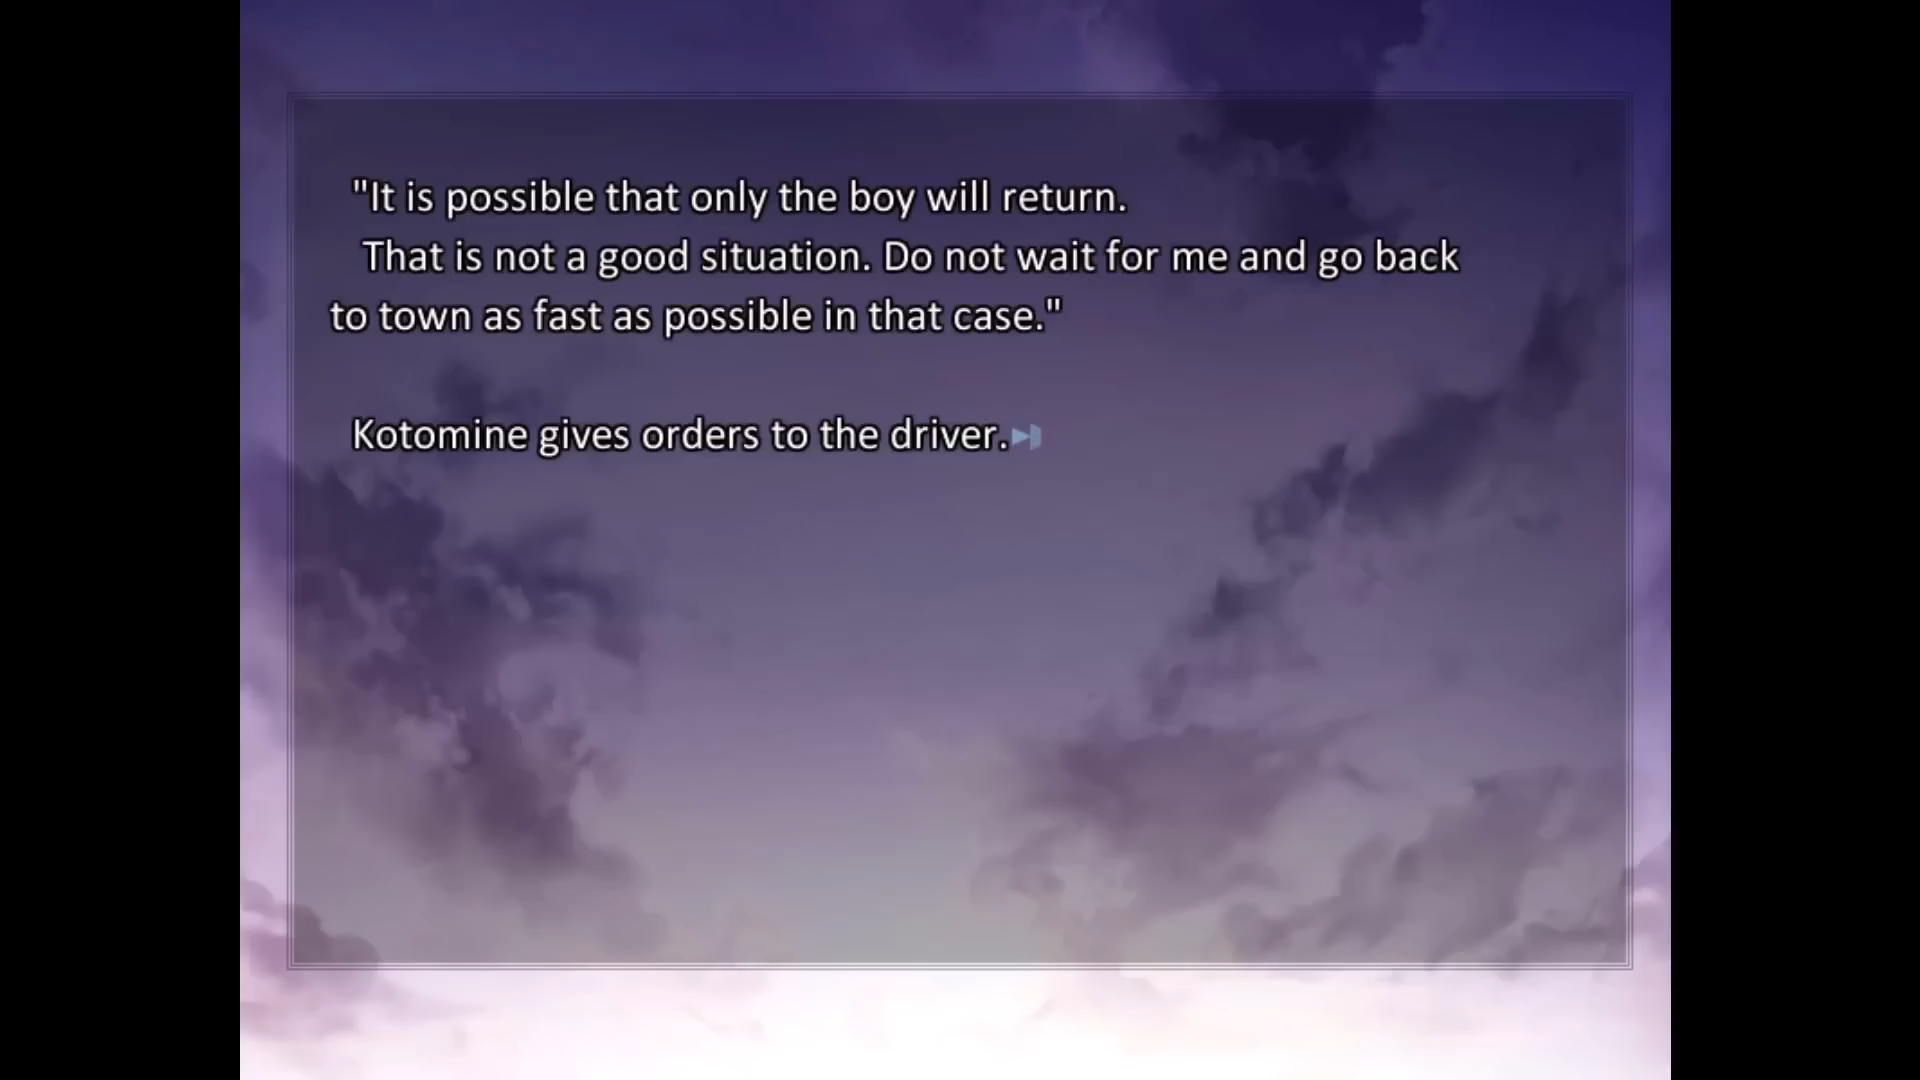 "It is possible that only the boy will return.
That is not a good situation. Do not wait for me and go back
to town as fast as possible in that case."
Kotomine gives orders to the driver.